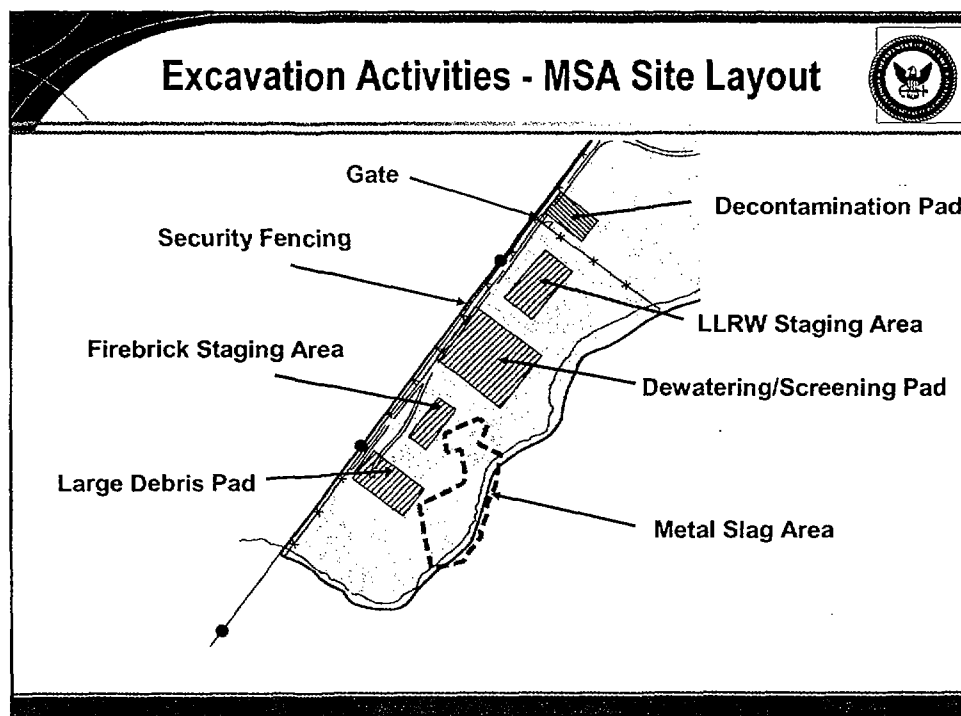 Excavation Activities - MSA Site Layout
Gate
Decontamination Pad
Security Fencing
LLRW Staging Area
Firebrick Staging Area
Dewatering/Screening Pad
Large Debris Pad
Metal Slag Area